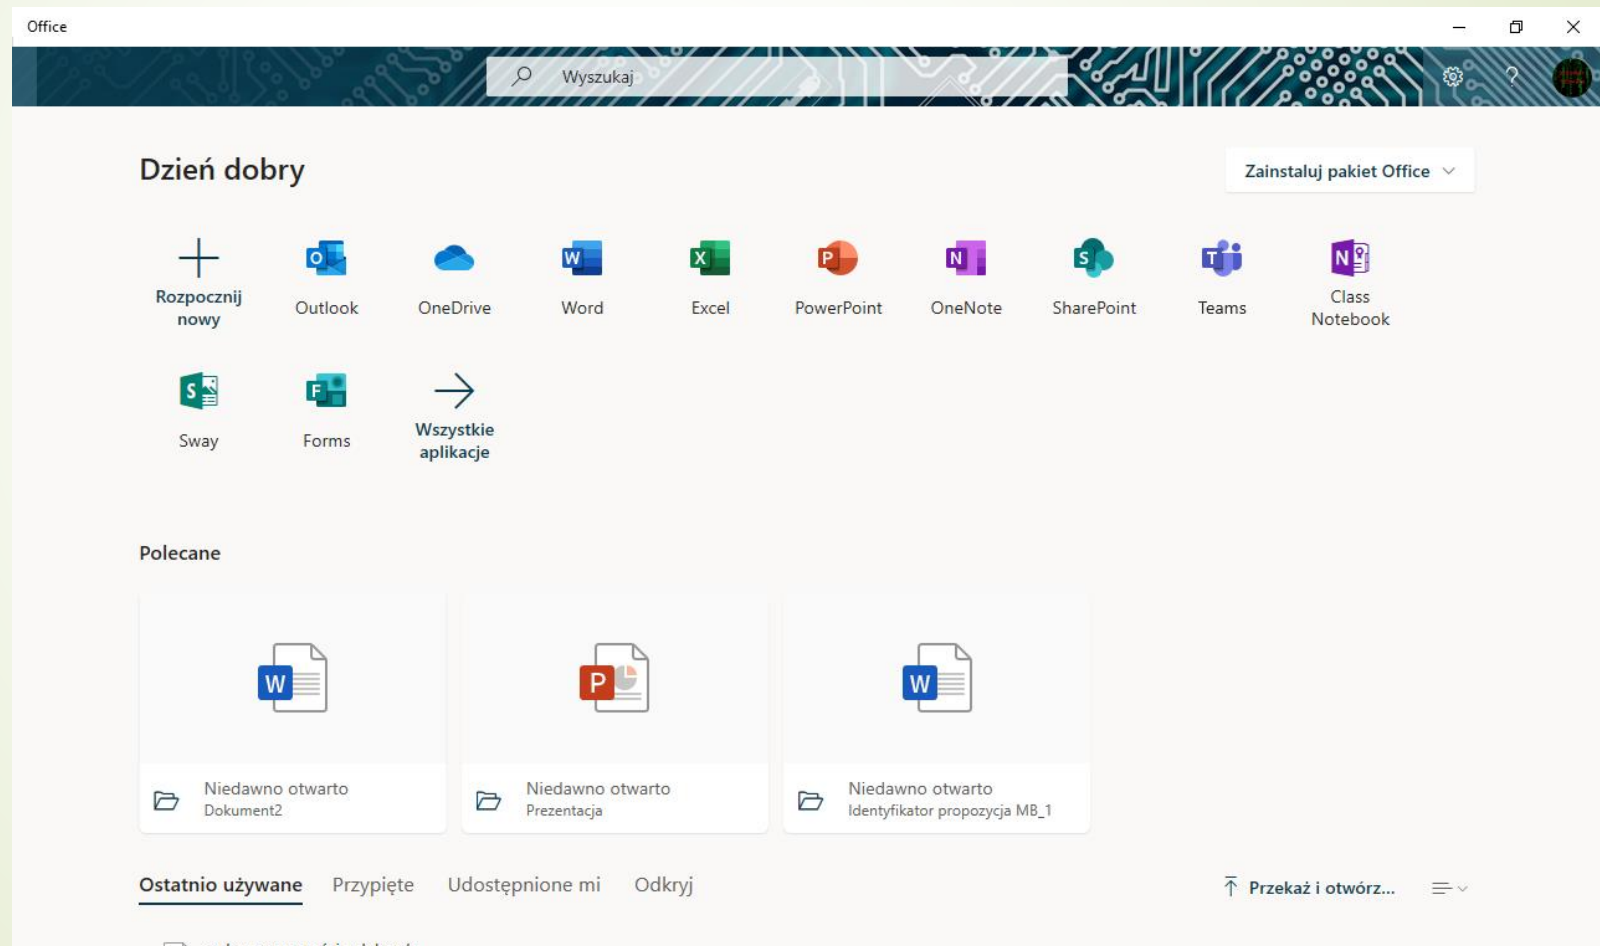 Office
Wyszukaj
Dzień dobry
Zainstaluj pakiet Office
Rozpocznij
nowy
Outlook
OneDrive
Word
Excel
PowerPoint
OneNote
SharePoint
Teams
Class
Notebook
Sway
Forms
Wszystkie
aplikacje
Polecane
Niedawno otwarto
Dokument2
Niedawno otwarto
Prezentacja
Niedawno otwarto
Identyfikator propozycja MB_1
Ostatnio używane Przypięte Udostępnione mi Odkryj
Przekaż i otwórz...